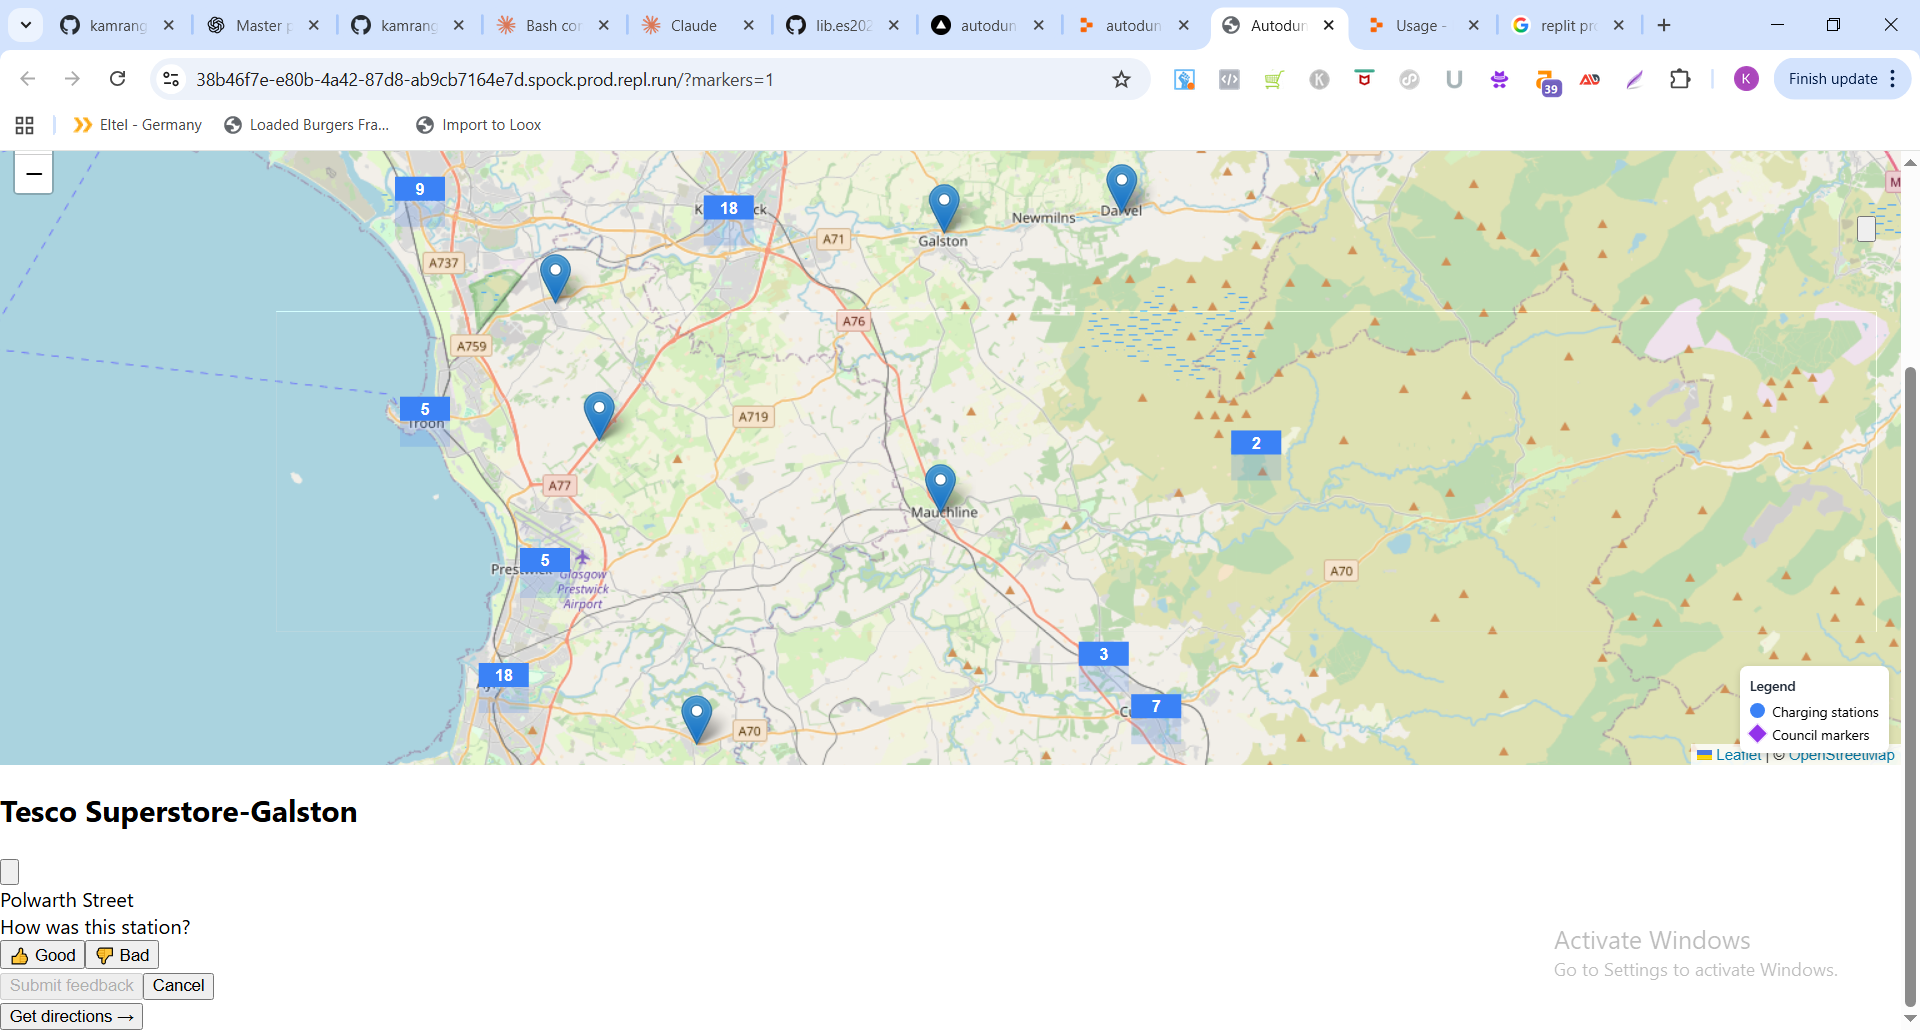 kamrang
Master p
kamrang
Bash cor
Claude
lib.es202
autodun
autodun
Autodun
Usage -
replit pr
38b46f7e-e80b-4a42-87d8-ab9cb7164e7d.spock.prod.repl.run/?markers=1
39
K
Finish update
Eltel - Germany
Loaded Burgers Fra...
Import to Loox
−
9
18
K
ck
A71
Galston
Newmilns
Darvel
M
A737
A76
A759
A719
5
Troon
2
A77
Mauchline
5
Prestwick
Glasgow
Prestwick
Airport
A70
3
18
7
A70
Legend
Charging stations
Council markers
Leaflet | © OpenStreetMap
Tesco Superstore-Galston
Polwarth Street
How was this station?
👍 Good
👎 Bad
Submit feedback
Cancel
Get directions →
Activate Windows
Go to Settings to activate Windows.